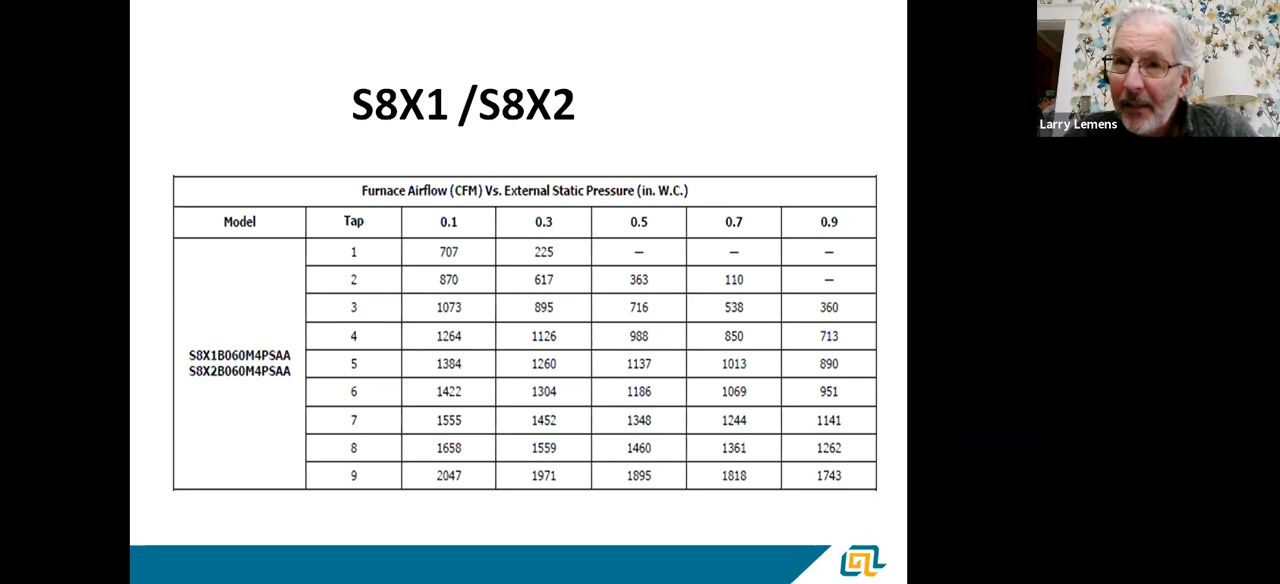 S8X1 /S8X2
Larry Lemens
Furnace Airflow (CFM) Vs. External Static Pressure (in. W.C.)
Model Tap 0.1 0.3 0.5 0.7 0.9
1 707 225 — — —
2 870 617 363 110 —
3 1073 895 716 538 360
4 1264 1126 988 850 713
S8X1B060M4PSAA
S8X2B060M4PSAA
5 1384 1260 1137 1013 890
6 1422 1304 1186 1069 951
7 1555 1452 1348 1244 1141
8 1658 1559 1460 1361 1262
9 2047 1971 1895 1818 1743